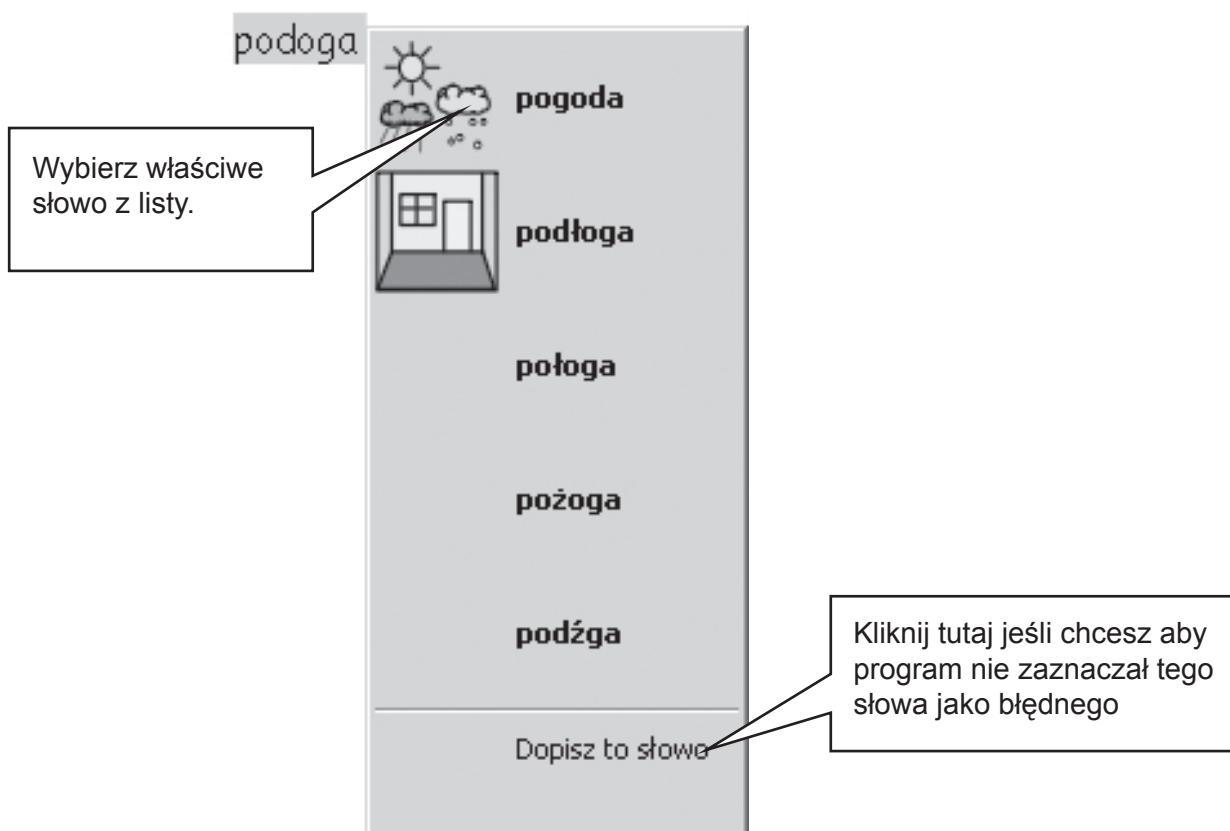 podoga
pogoda
Wybierz właściwe
słowo z listy.
podłoga
połoga
pożoga
podźga
Kliknij tutaj jeśli chcesz aby
program nie zaznaczał tego
słowa jako błędnego
Dopisz to słowo